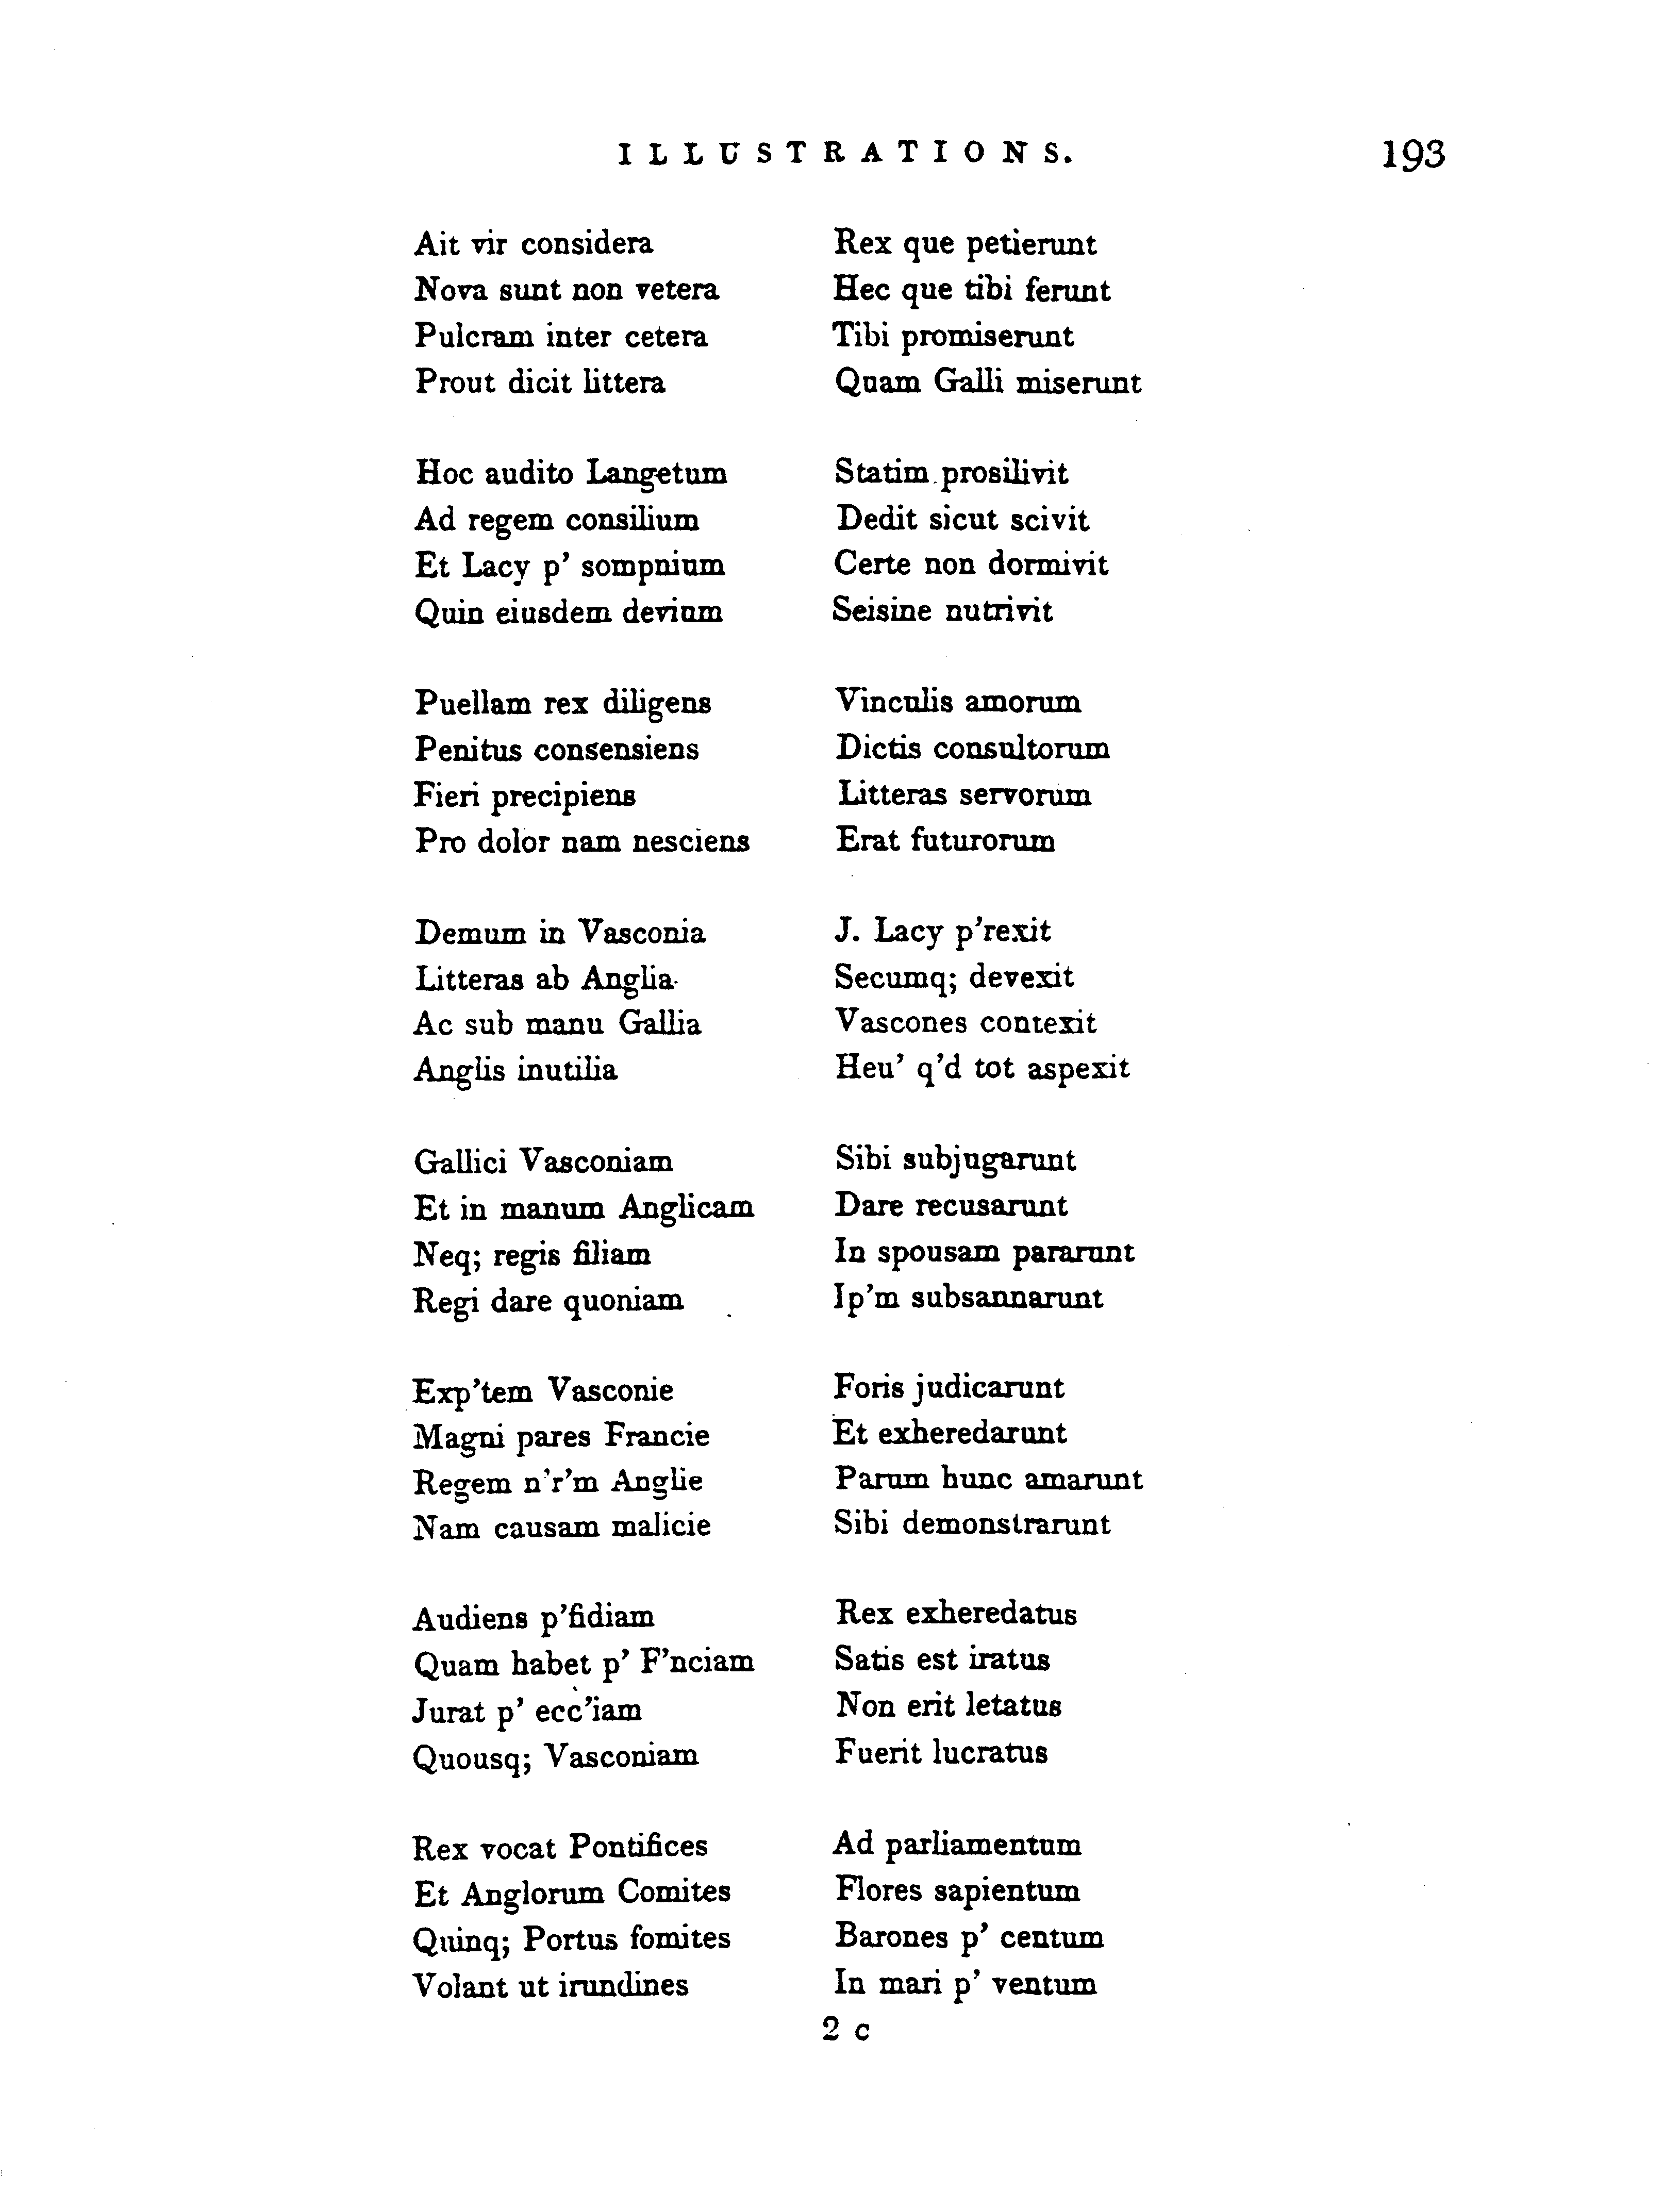 ILLUSTRATIONS. 193
Ait vir considera Rex que petierunt
Nova sunt non vetera Hec que tibi ferunt
Pulcram inter cetera Tibi promiserunt
Prout dicit littera Quam Galli miserunt
Hoc audito Langetum Statim prosilivit
Ad regem consilium Dedit sicut scivit
Et Lacy p' sompnium Certe non dormivit
Quin eiusdem devium Seisine nutrivit
Puellam rex diligens Vinculis amorum
Penitus consensiens Dictis consultorum
Fieri precipiens Litteras servorum
Pro dolor nam nesciens Erat futurorum
Demum in Vasconia J. Lacy p'rexit
Litteras ab Anglia Secumq; devexit
Ac sub manu Gallia Vascones contexit
Anglis inutilia Heu' q'd tot aspexit
Gallici Vasconiam Sibi subjugarunt
Et in manum Anglicam Dare recusarunt
Neq; regis filiam In spousam pararunt
Regi dare quoniam Ip'm subsannarunt
Exp'tem Vasconie Foris judicarunt
Magni pares Francie Et exheredarunt
Regem n'r'm Anglie Parum hunc amarunt
Nam causam malicie Sibi demonstrarunt
Audiens p'fidiam Rex exheredatus
Quam habet p' F'nciam Satis est iratus
Jurat p' ecc'iam Non erit letatus
Quousq; Vasconiam Fuerit lucratus
Rex vocat Pontifices Ad parliamentum
Et Anglorum Comites Flores sapientum
Quinq; Portus fomites Barones p' centum
Volant ut irundines In mari p' ventum
2 c